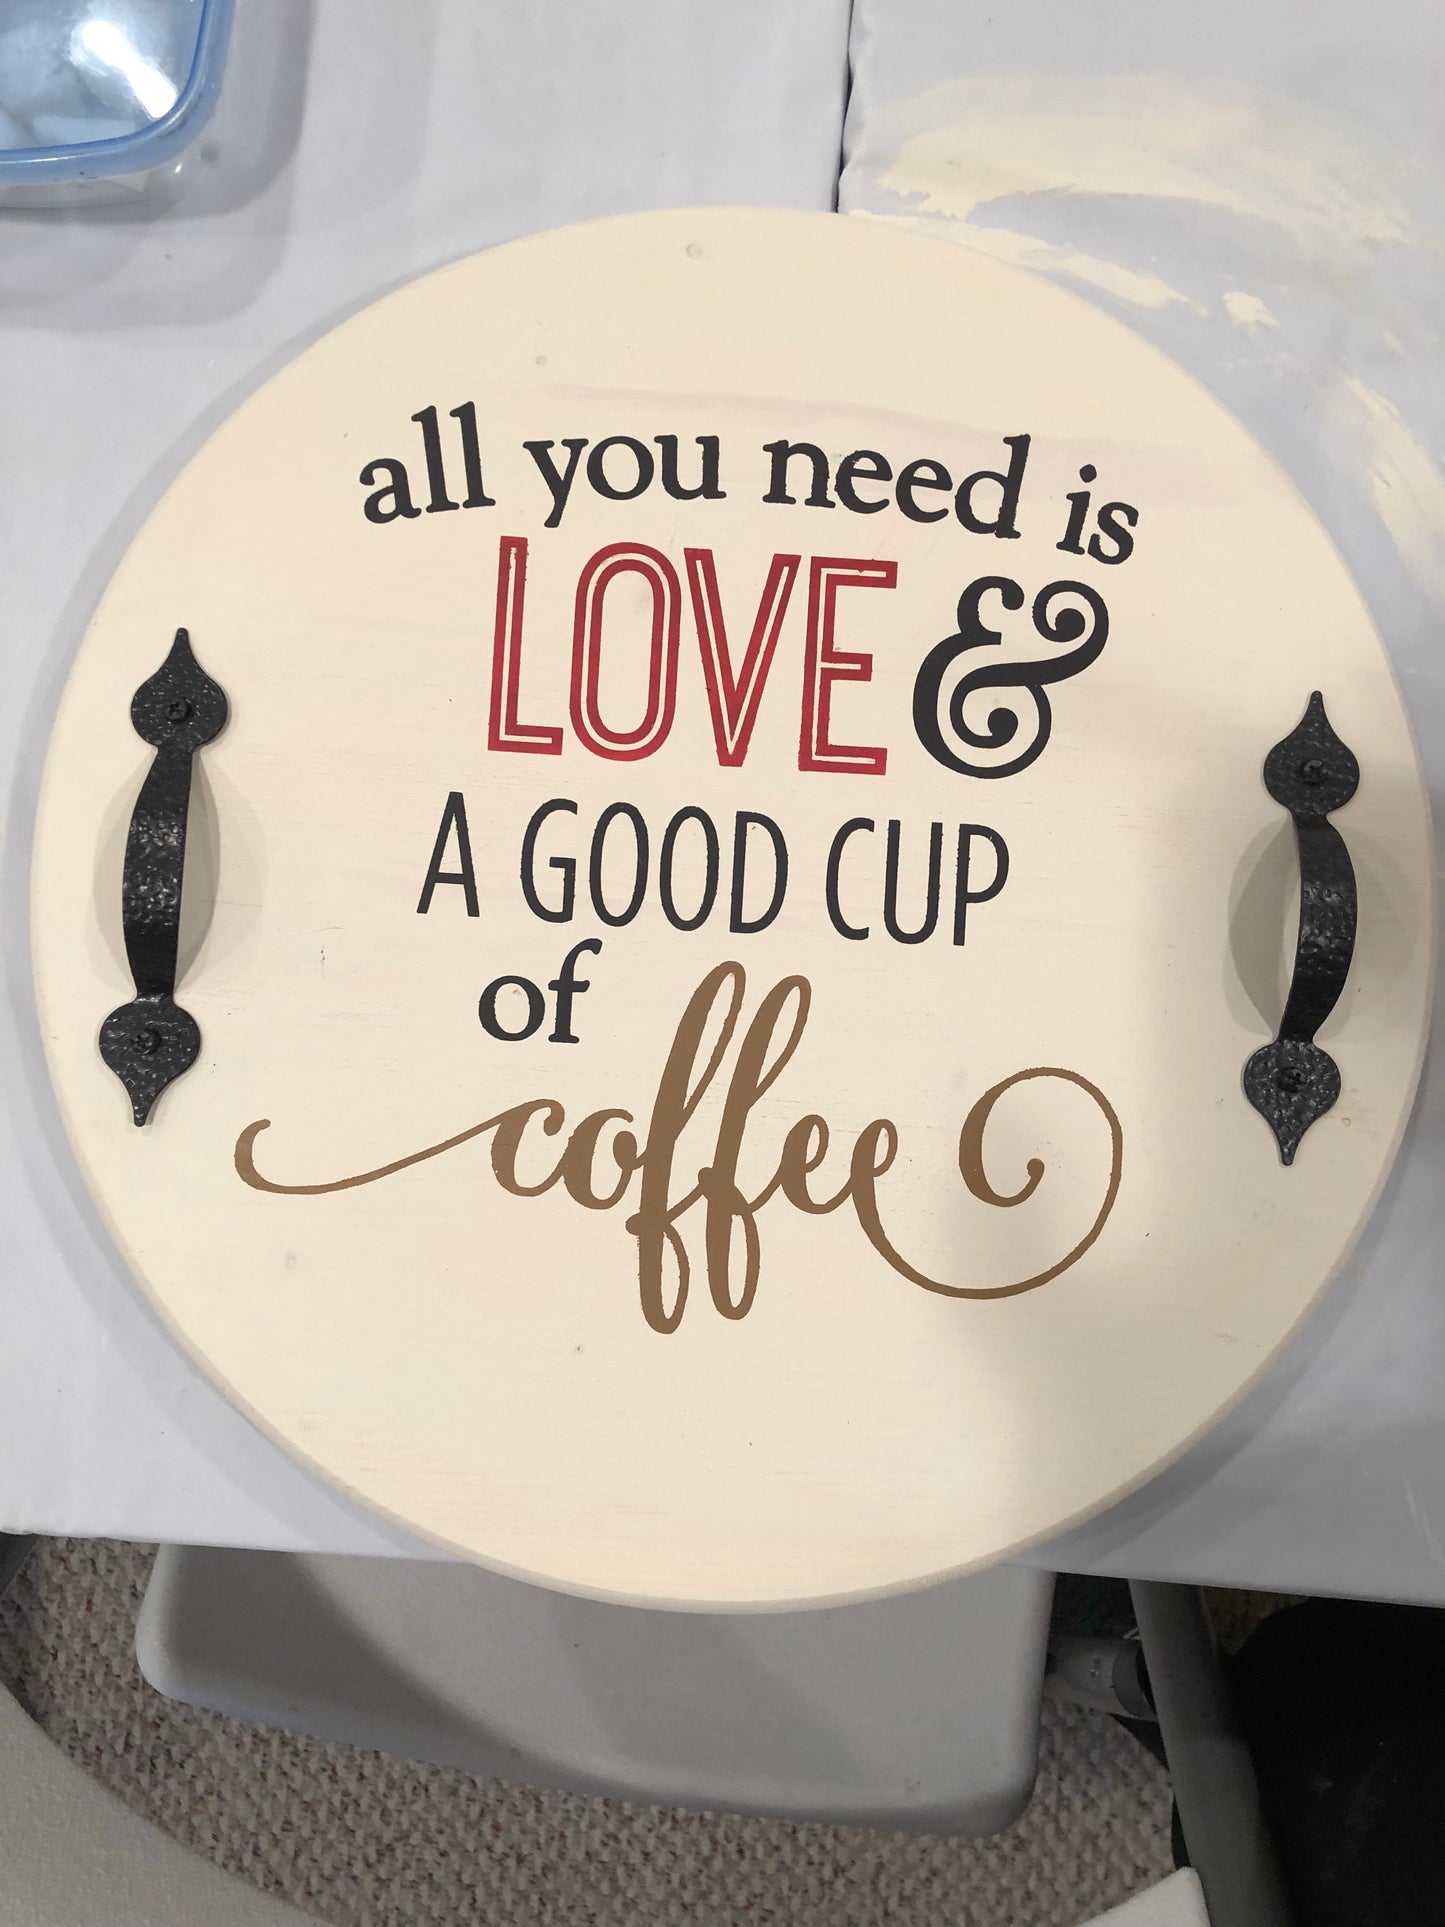 all you need is
LOVE &
A GOOD CUP
of
coffee